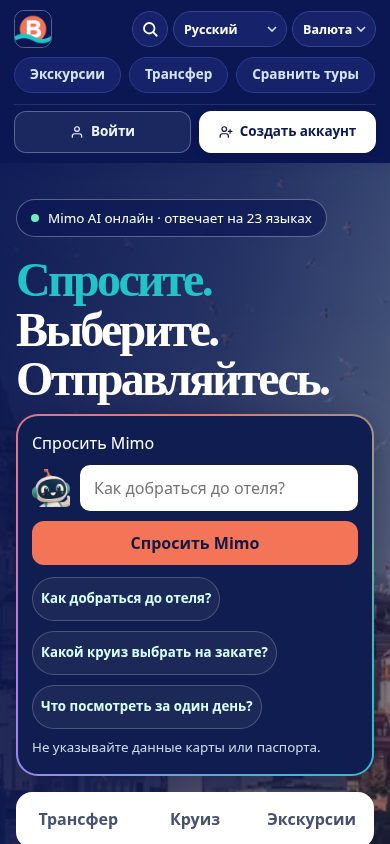 B
Русский
Валюта
Экскурсии
Трансфер
Сравнить туры
Войти
Создать аккаунт
Mimo AI онлайн · отвечает на 23 языках
Спросите.
Выберите.
Отправляйтесь.
Спросить Mimo
Как добраться до отеля?
Спросить Mimo
Как добраться до отеля?
Какой круиз выбрать на закате?
Что посмотреть за один день?
Не указывайте данные карты или паспорта.
Трансфер
Круиз
Экскурсии